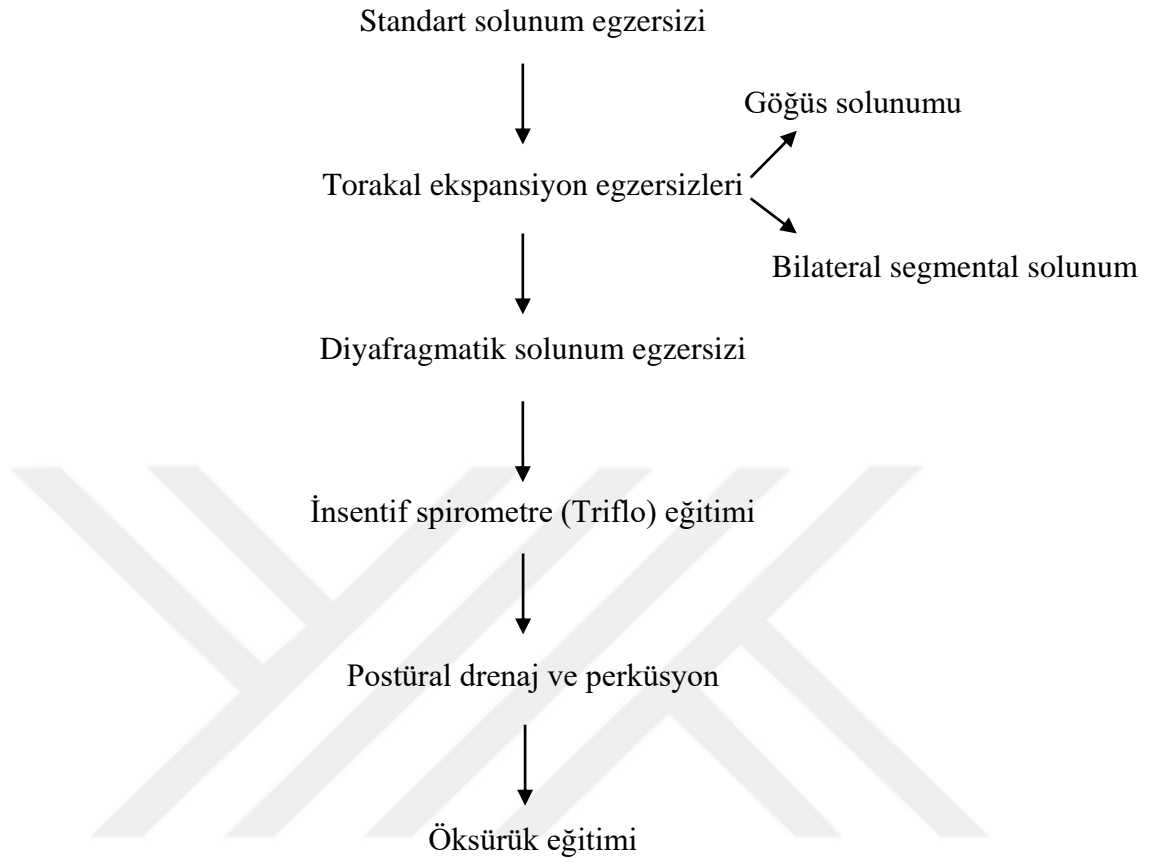 Standart solunum egzersizi
Göğüs solunumu
Torakal ekspansiyon egzersizleri
Bilateral segmental solunum
Diyafragmatik solunum egzersizi
İnsentif spirometre (Triflo) eğitimi
Postüral drenaj ve perküsyon
Öksürük eğitimi